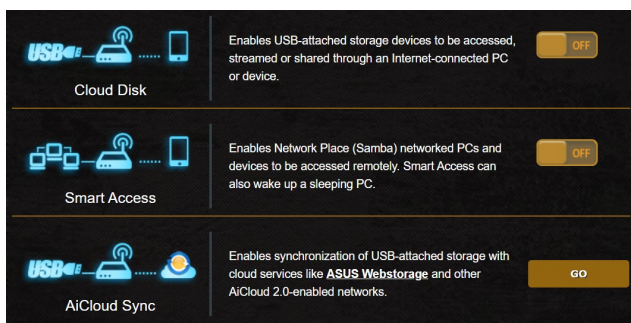 Enables USB-attached storage devices to be accessed,
USB
streamed or shared through an Internet-connected PC
OFF
or device.
Cloud Disk
Enables Network Place (Samba) networked PCs and
devices to be accessed remotely. Smart Access can
OFF
also wake up a sleeping PC.
Smart Access
Enables synchronization of USB-attached storage with
USB
cloud services like ASUS Webstorage and other
GO
AiCloud 2.0-enabled networks.
AiCloud Sync